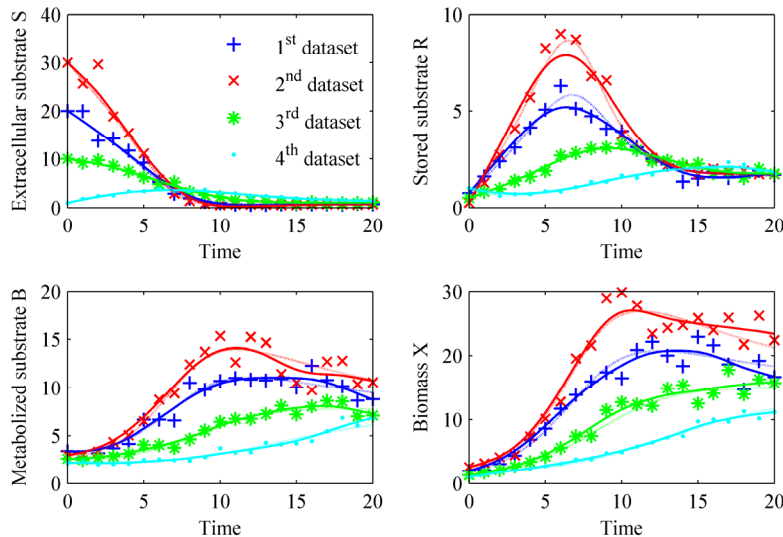 Extracellular substrate S
40
30
20
10
0
0 5 10 15 20
Time
1st dataset
2nd dataset
3rd dataset
4th dataset
Stored substrate R
10
5
0
0 5 10 15 20
Time
Metabolized substrate B
20
15
10
5
0
0 5 10 15 20
Time
Biomass X
30
20
10
0
0 5 10 15 20
Time